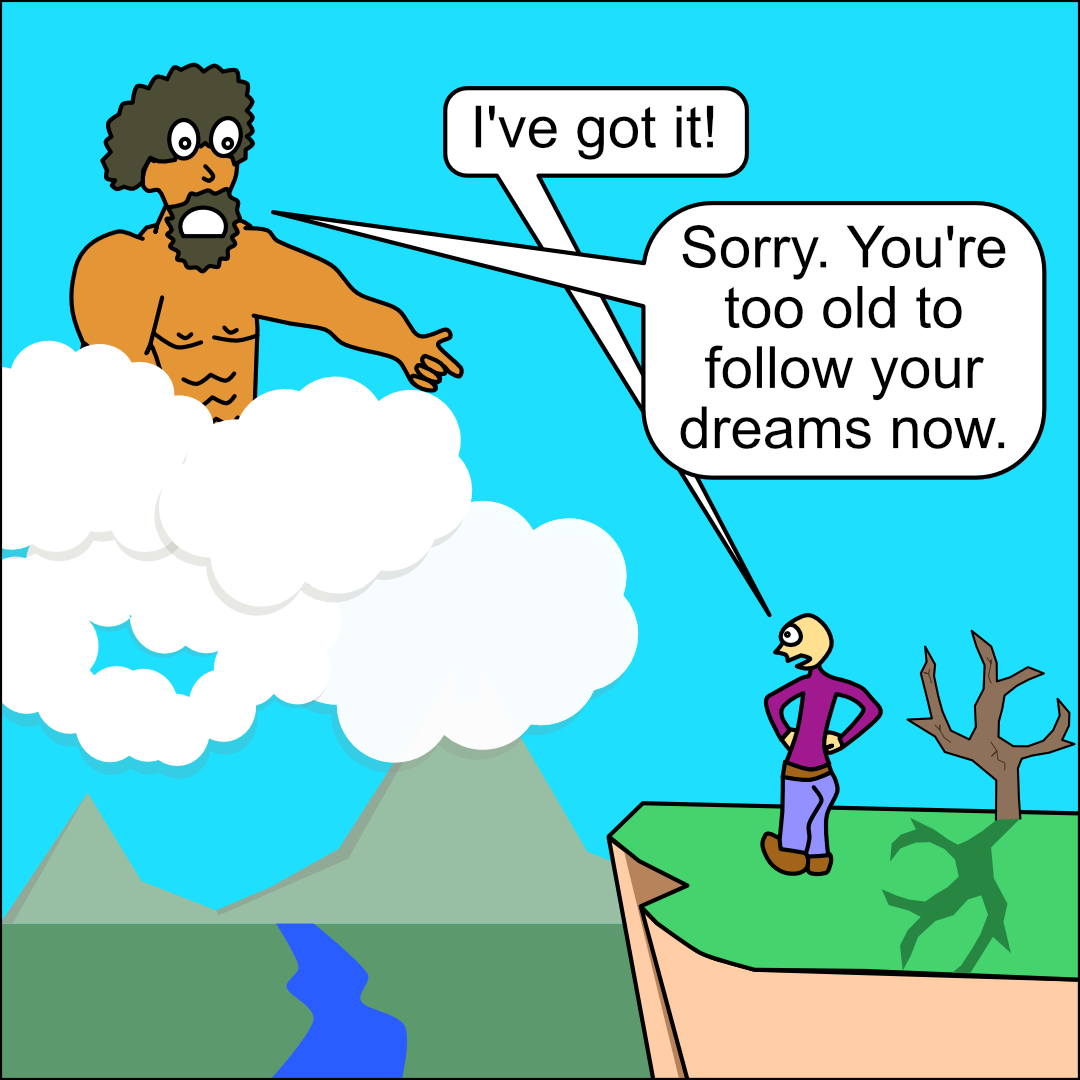 I've got it!
Sorry. You're
too old to
follow your
dreams now.